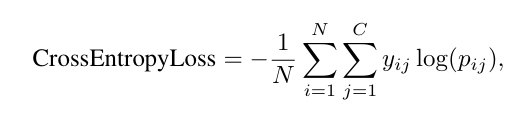 CrossEntropyLoss = −\frac{1}{N} \sum_{i=1}^{N} \sum_{j=1}^{C} y_{ij} \log(p_{ij}),